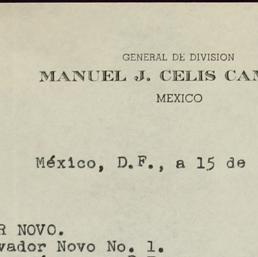 GENERAL DE DIVISION
MANUEL J. CELIS CAM
MEXICO
México, D.F., a 15 de
R NOVO.
vador Novo No. 1.